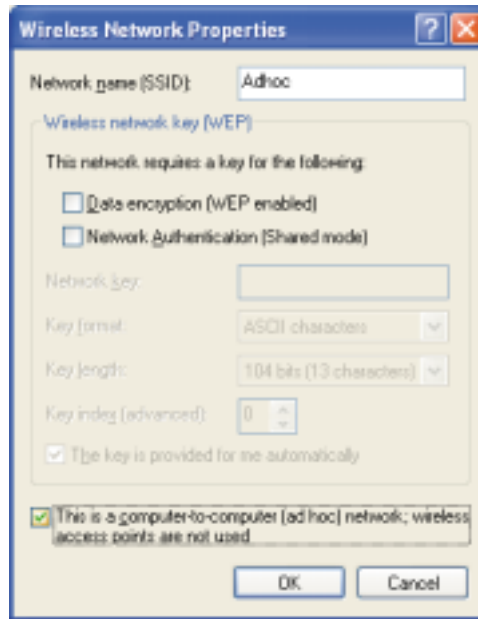 Wireless Network Properties
Network name (SSID): Adhoc
Wireless network key (WEP)
This network requires a key for the following:
Data encryption (WEP enabled)
Network Authentication (Shared mode)
Network key:
Key format: ASCII characters
Key length: 104 bits (13 characters)
Key index (advanced): 0
The key is provided for me automatically
This is a computer-to-computer (ad hoc) network; wireless
access points are not used
OK Cancel